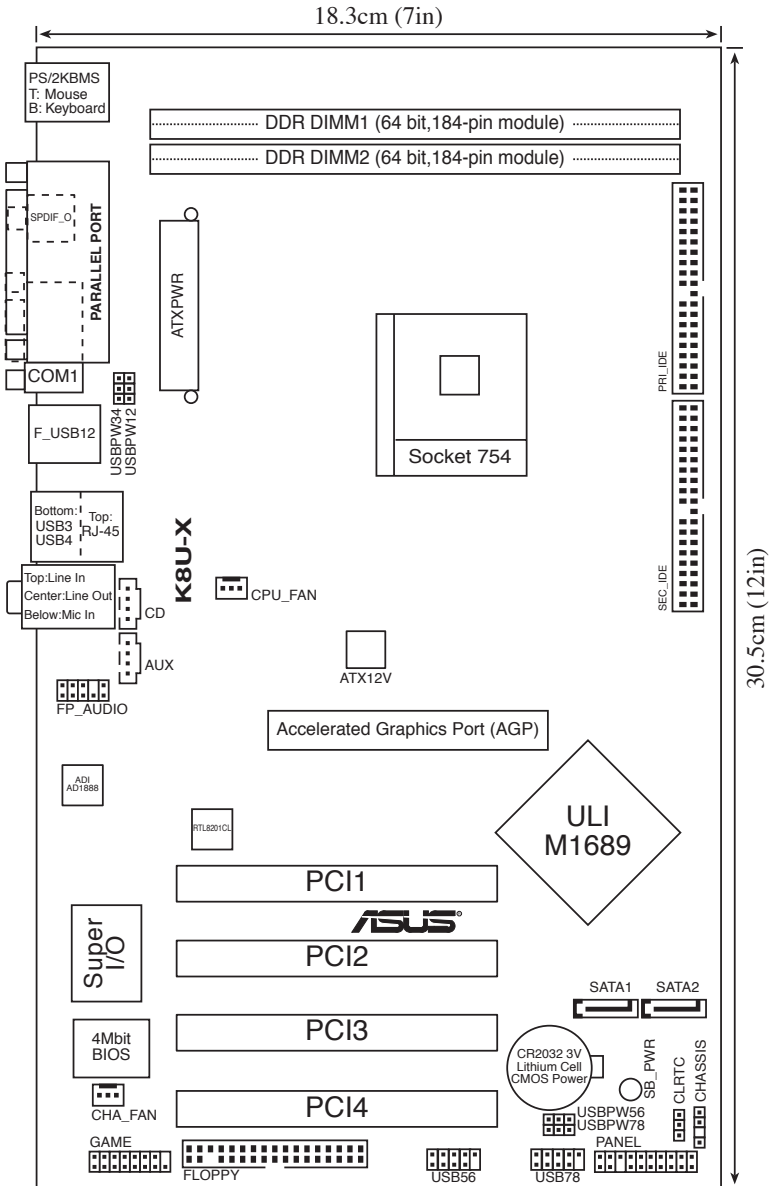 18.3cm (7in)
PS/2KBMS
T: Mouse
B: Keyboard
DDR DIMM1 (64 bit,184-pin module)
DDR DIMM2 (64 bit,184-pin module)
SPDIF_O
PARALLEL PORT
ATXPWR
PRI_IDE
COM1
USBPW34
USBPW12
F_USB12
Socket 754
Bottom:
USB3
USB4
Top:
RJ-45
K8U-X
SEC_IDE
30.5cm (12in)
Top:Line In
Center:Line Out
Below:Mic In
CD
CPU_FAN
AUX
ATX12V
FP_AUDIO
Accelerated Graphics Port (AGP)
ADI
AD1888
RTL8201CL
ULI
M1689
PCI1
ASUS®
Super
I/O
PCI2
SATA1
SATA2
PCI3
4Mbit
BIOS
CR2032 3V
Lithium Cell
CMOS Power
SB_PWR
CLRTC
CHASSIS
CHA_FAN
PCI4
USBPW56
USBPW78
GAME
PANEL
FLOPPY
USB56
USB78